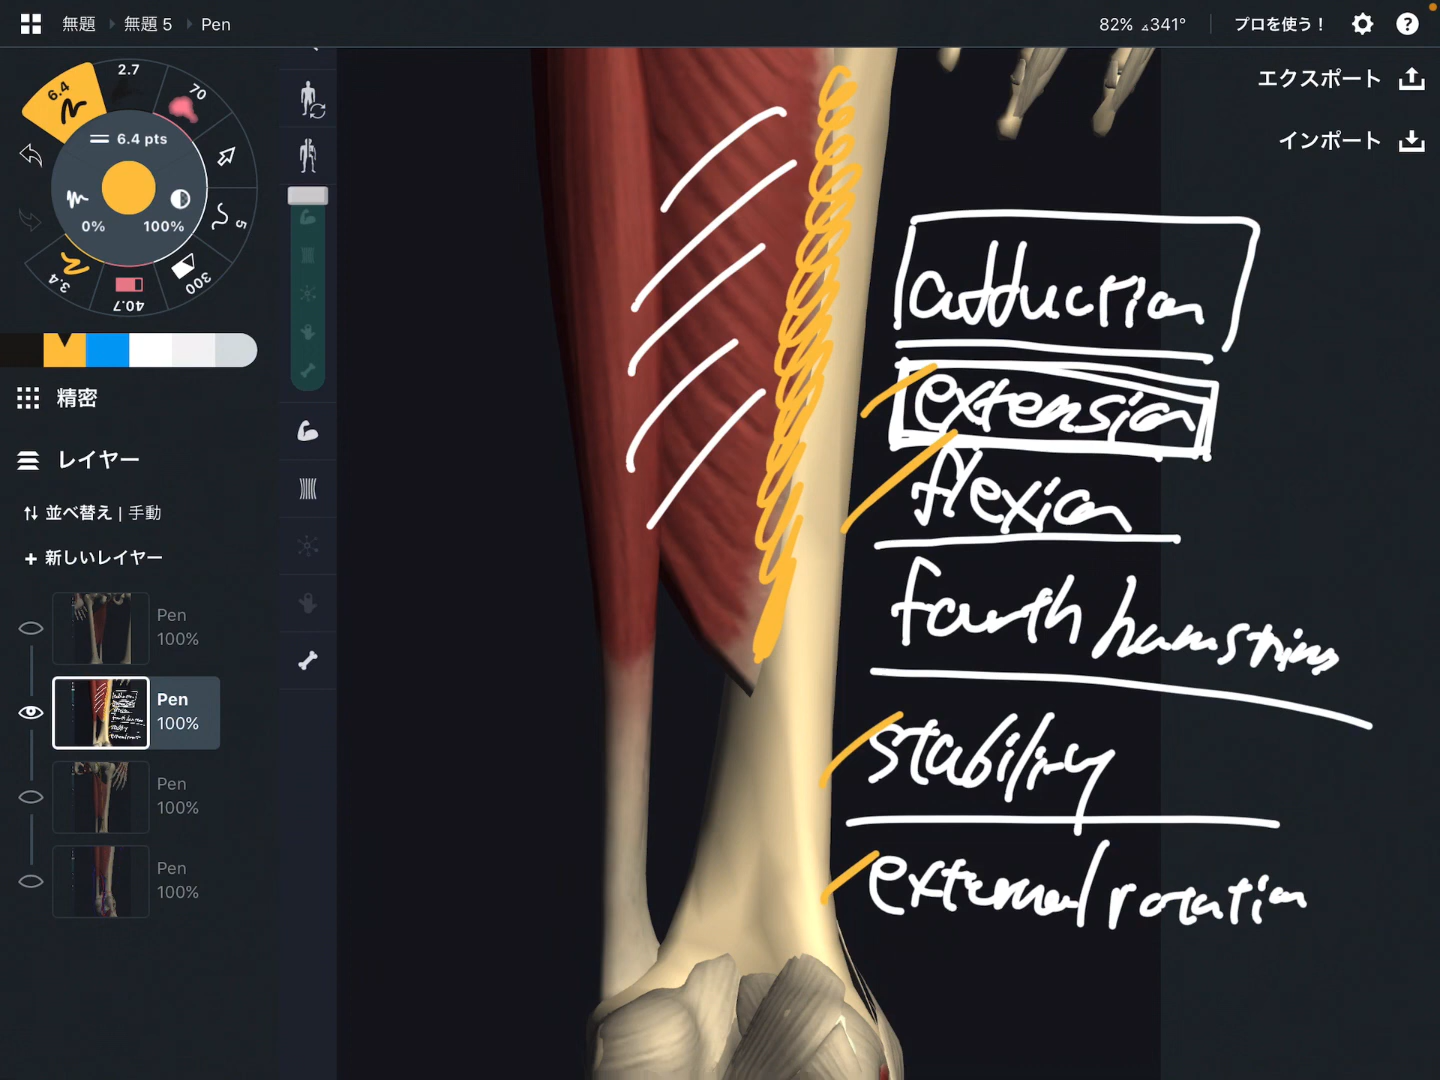 無題 無題 5 Pen
82% ⊿341° プロを使う！
エクスポート
インポート
6.4
2.7
70
5
300
40.7
3.4
6.4 pts
0% 100%
精密
レイヤー
並べ替え | 手動
+ 新しいレイヤー
Pen
100%
Pen
100%
Pen
100%
Pen
100%
adduction
extension
flexion
fourth hamstrings
stability
external rotation